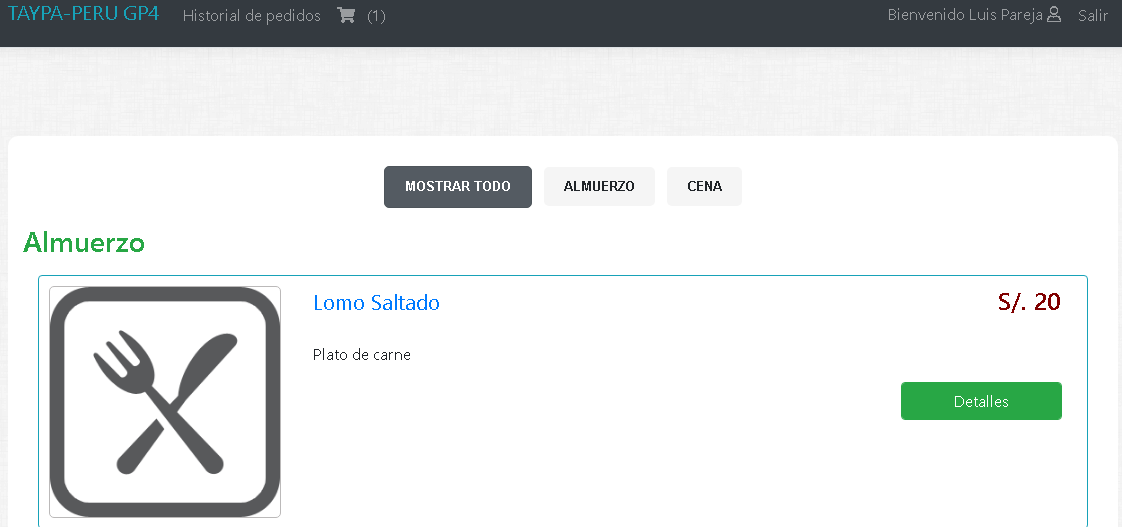 TAYPA-PERU GP4 Historial de pedidos (1) Bienvenido Luis Pareja Salir
MOSTRAR TODO ALMUERZO CENA
Almuerzo
Lomo Saltado S/. 20
Plato de carne
Detalles